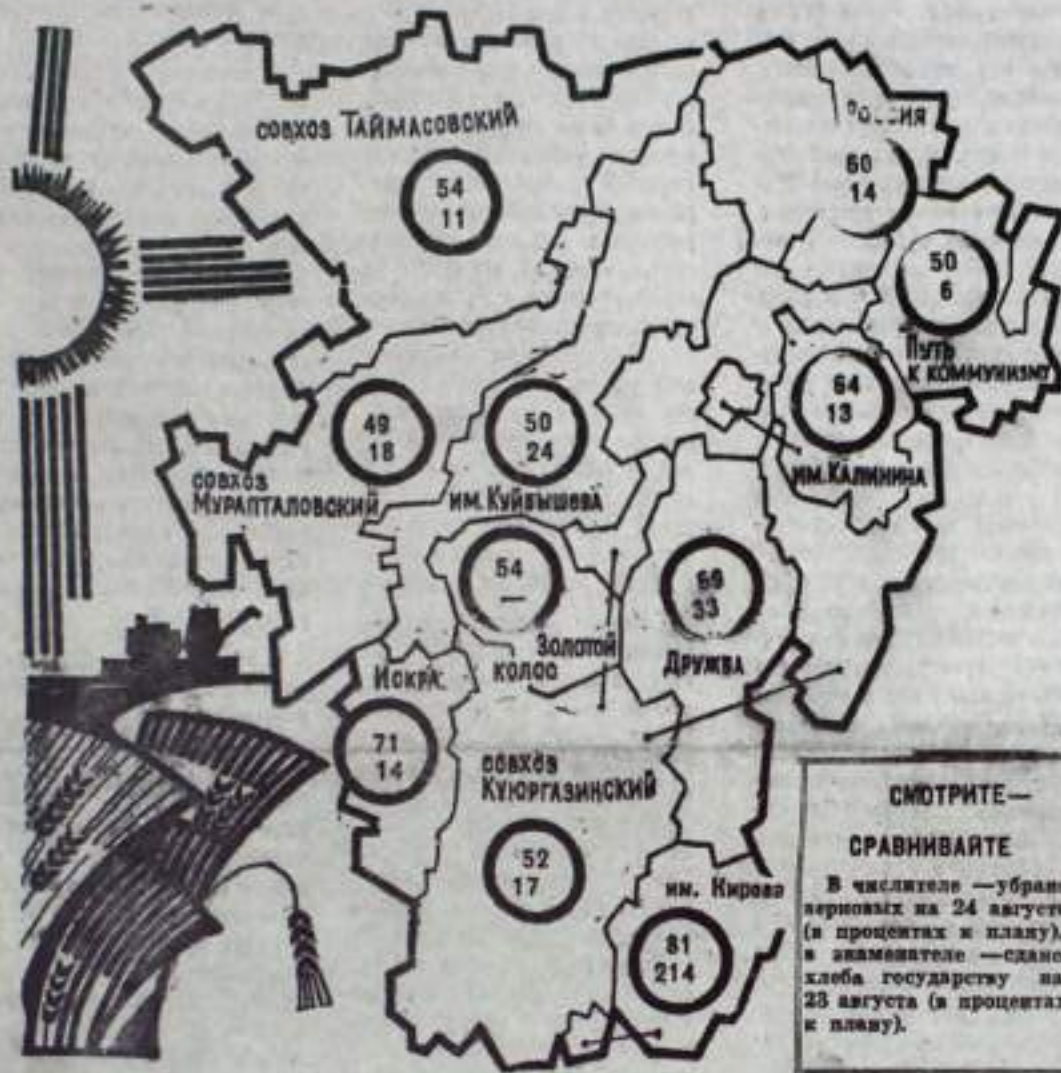 СОВХОЗ ТАЙМАСОВСКИЙ
54
11
РОССИЯ
60
14
50
6
ПУТЬ
К КОММУНИЗМУ
64
13
ИМ. КАЛИНИНА
49
18
СОВХОЗ
МУРАПТАЛОВСКИЙ
50
24
ИМ. КУЙБЫШЕВА
54
—
ЗОЛОТОЙ
КОЛОС
69
33
ДРУЖБА
ИСКРА
71
14
СОВХОЗ
КУЮРГАЗИНСКИЙ
52
17
им. Кирова
81
214
СМОТРИТЕ—
СРАВНИВАЙТЕ
В числителе —убрано
зерновых на 24 августа
(в процентах к плану),
в знаменателе —сдано
хлеба государству на
23 августа (в процентах
к плану).